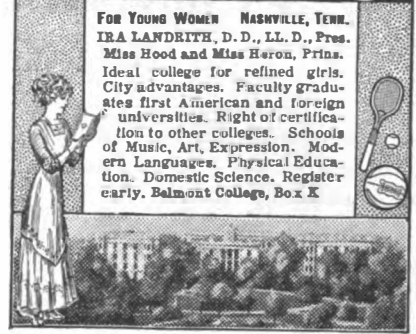 FOR YOUNG WOMEN NASHVILLE, TENN.
IRA LANDRITH, D. D., LL. D., Pres.
Miss Hood and Miss Heron, Prins.
Ideal college for refined girls.
City advantages. Faculty gradu-
ates first American and foreign
universities. Right of certifica-
tion to other colleges. Schools
of Music, Art, Expression. Mod-
ern Languages. Physical Educa-
tion. Domestic Science. Register
early. Belmont College, Box K